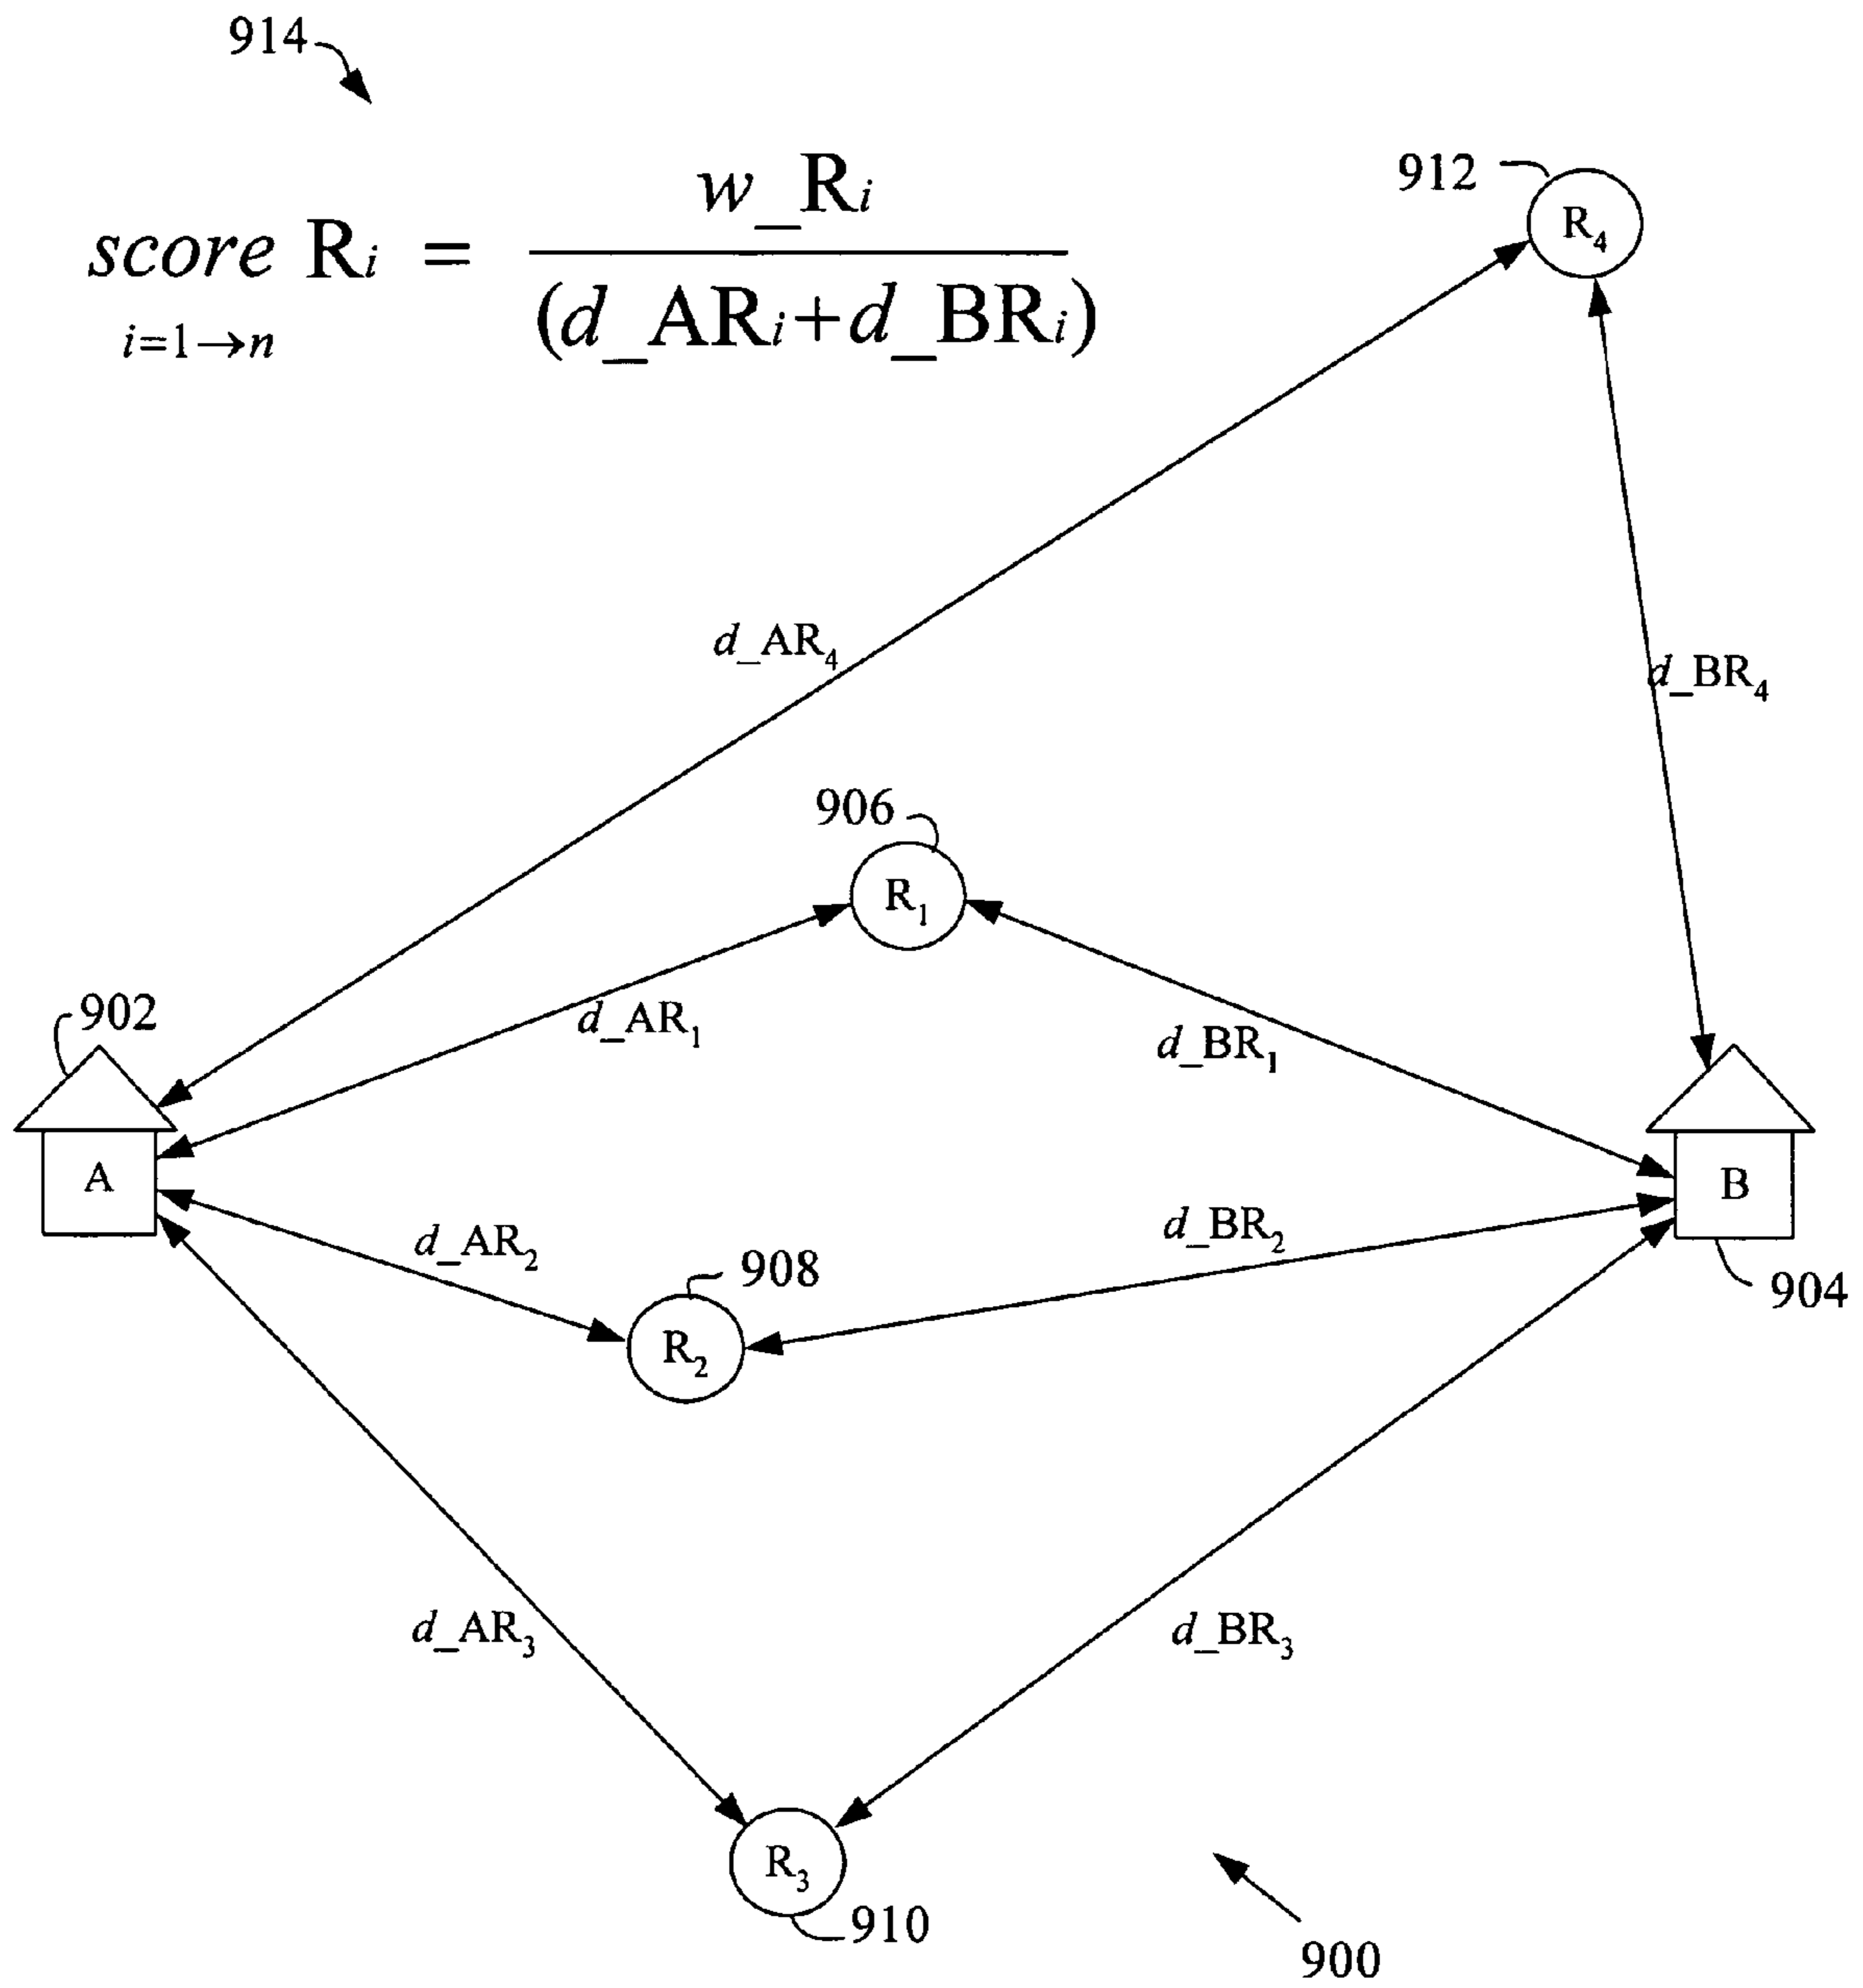 914
score Ri = w_Ri / (d_ARi+d_BRi)
i=1→n
912
R4
d_AR4
d_BR4
906
R1
902
d_AR1
d_BR1
A
B
d_AR2
d_BR2
908
904
R2
d_AR3
d_BR3
R3
910
900